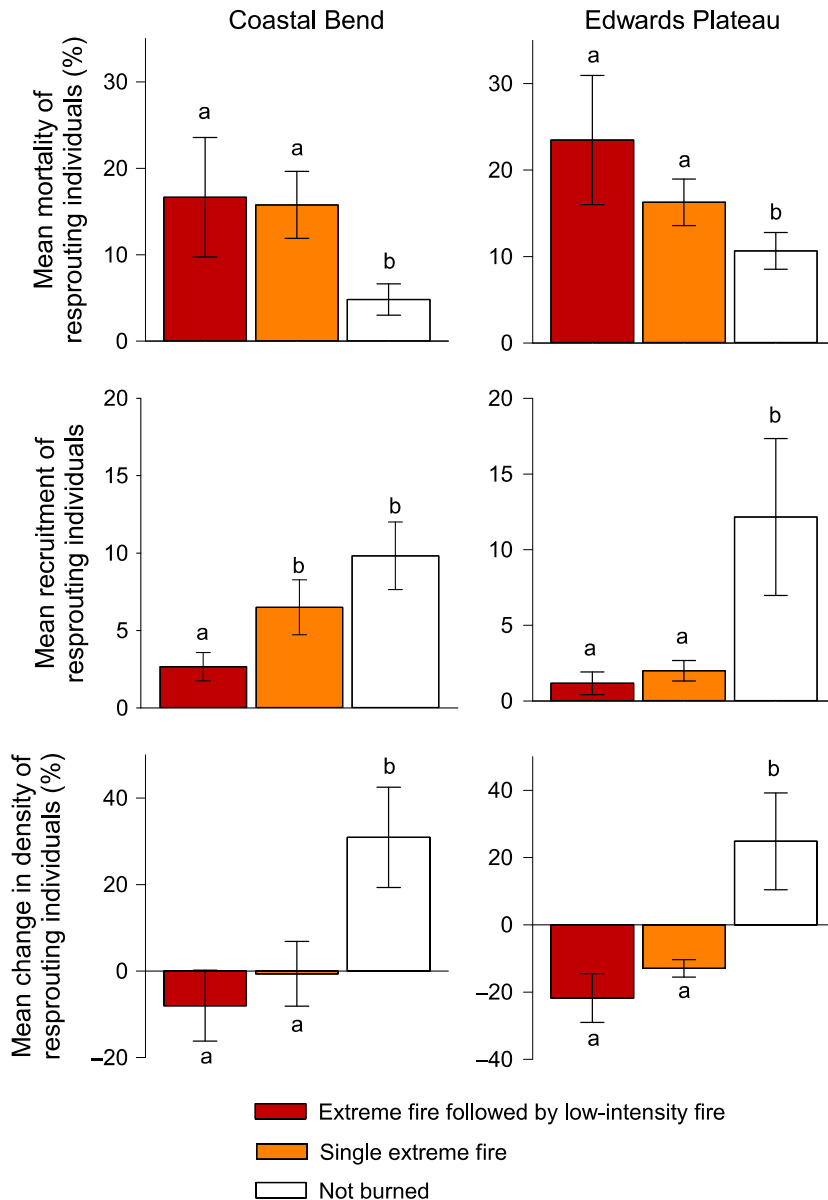 Coastal Bend
Edwards Plateau
Mean mortality of
resprouting individuals (%)
30
20
10
0
a
a
b
30
20
10
0
a
a
b
Mean recruitment of
resprouting individuals
20
15
10
5
0
a
b
b
20
15
10
5
0
a
a
b
Mean change in density of
resprouting individuals (%)
40
20
0
–20
a
a
b
40
20
0
–20
–40
a
a
b
Extreme fire followed by low-intensity fire
Single extreme fire
Not burned